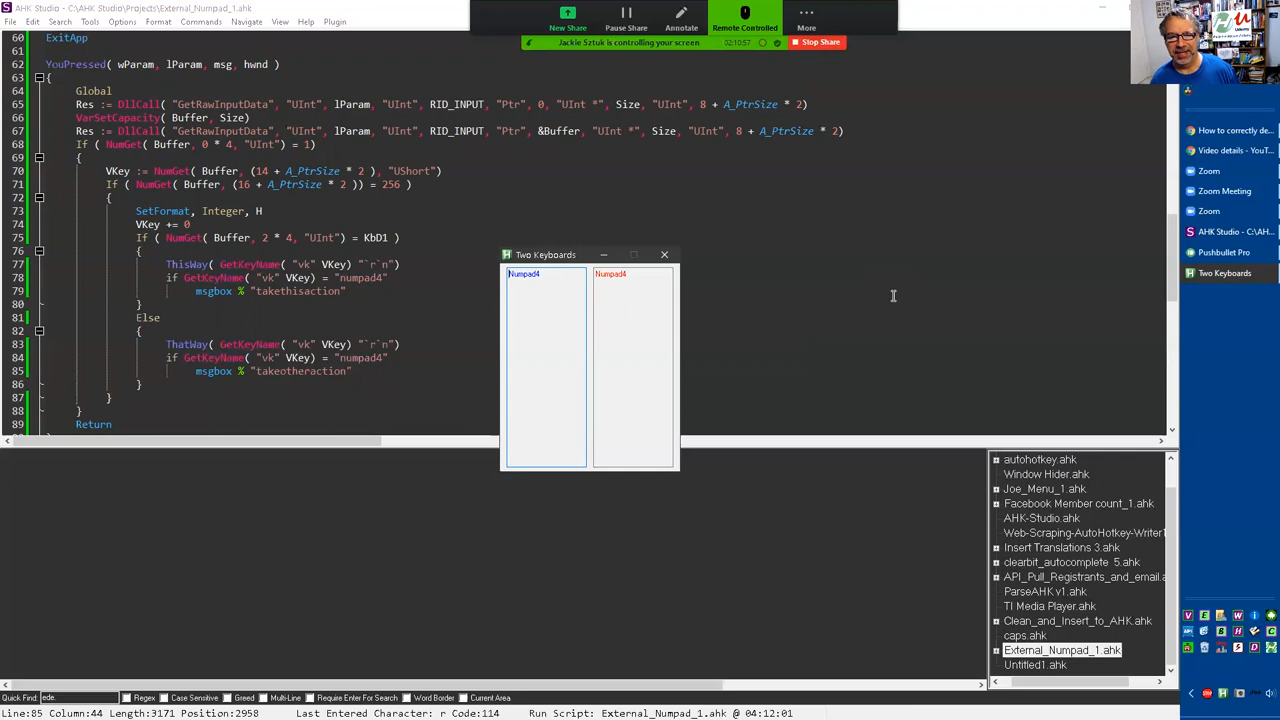 AHK Studio - C:\AHK Studio\Projects\External_Numpad_1.ahk
File Edit Search Tools Options Format Commands Navigate View Help Plugin
New Share Pause Share Annotate Remote Controlled More
Jackie Sztuk is controlling your screen 02:10:57 Stop Share
60 ExitApp
61
62 YouPressed( wParam, lParam, msg, hwnd )
63 {
64 Global
65 Res := DllCall( "GetRawInputData", "UInt", lParam, "UInt", RID_INPUT, "Ptr", 0, "UInt *", Size, "UInt", 8 + A_PtrSize * 2)
66 VarSetCapacity( Buffer, Size)
67 Res := DllCall( "GetRawInputData", "UInt", lParam, "UInt", RID_INPUT, "Ptr", &Buffer, "UInt *", Size, "UInt", 8 + A_PtrSize * 2)
68 If ( NumGet( Buffer, 0 * 4, "UInt") = 1)
69 {
70 VKey := NumGet( Buffer, (14 + A_PtrSize * 2 ), "UShort")
71 If ( NumGet( Buffer, (16 + A_PtrSize * 2 )) = 256 )
72 {
73 SetFormat, Integer, H
74 VKey += 0
75 If ( NumGet( Buffer, 2 * 4, "UInt") = KbD1 )
76 {
77 ThisWay( GetKeyName( "vk" VKey) "`r`n")
78 if GetKeyName( "vk" VKey) = "numpad4"
79 msgbox % "takethisaction"
80 }
81 Else
82 {
83 ThatWay( GetKeyName( "vk" VKey) "`r`n")
84 if GetKeyName( "vk" VKey) = "numpad4"
85 msgbox % "takeotheraction"
86 }
87 }
88 }
89 Return
Two Keyboards
Numpad4 Numpad4
How to correctly de...
Video details - YouT...
Zoom
Zoom Meeting
Zoom
AHK Studio - C:\AH...
Pushbullet Pro
Two Keyboards
autohotkey.ahk
Window Hider.ahk
Joe_Menu_1.ahk
Facebook Member count_1.ahk
AHK-Studio.ahk
Web-Scraping-AutoHotkey-Writer1
Insert Translations 3.ahk
clearbit_autocomplete 5.ahk
API_Pull_Registrants_and_email.a
ParseAHK v1.ahk
TI Media Player.ahk
Clean_and_Insert_to_AHK.ahk
caps.ahk
External_Numpad_1.ahk
Untitled1.ahk
Quick Find: ede. Regex Case Sensitive Greed Multi-Line Require Enter For Search Word Border Current Area
Line:85 Column:44 Length:3171 Position:2958 Last Entered Character: r Code:114 Run Script: External_Numpad_1.ahk @ 04:12:01